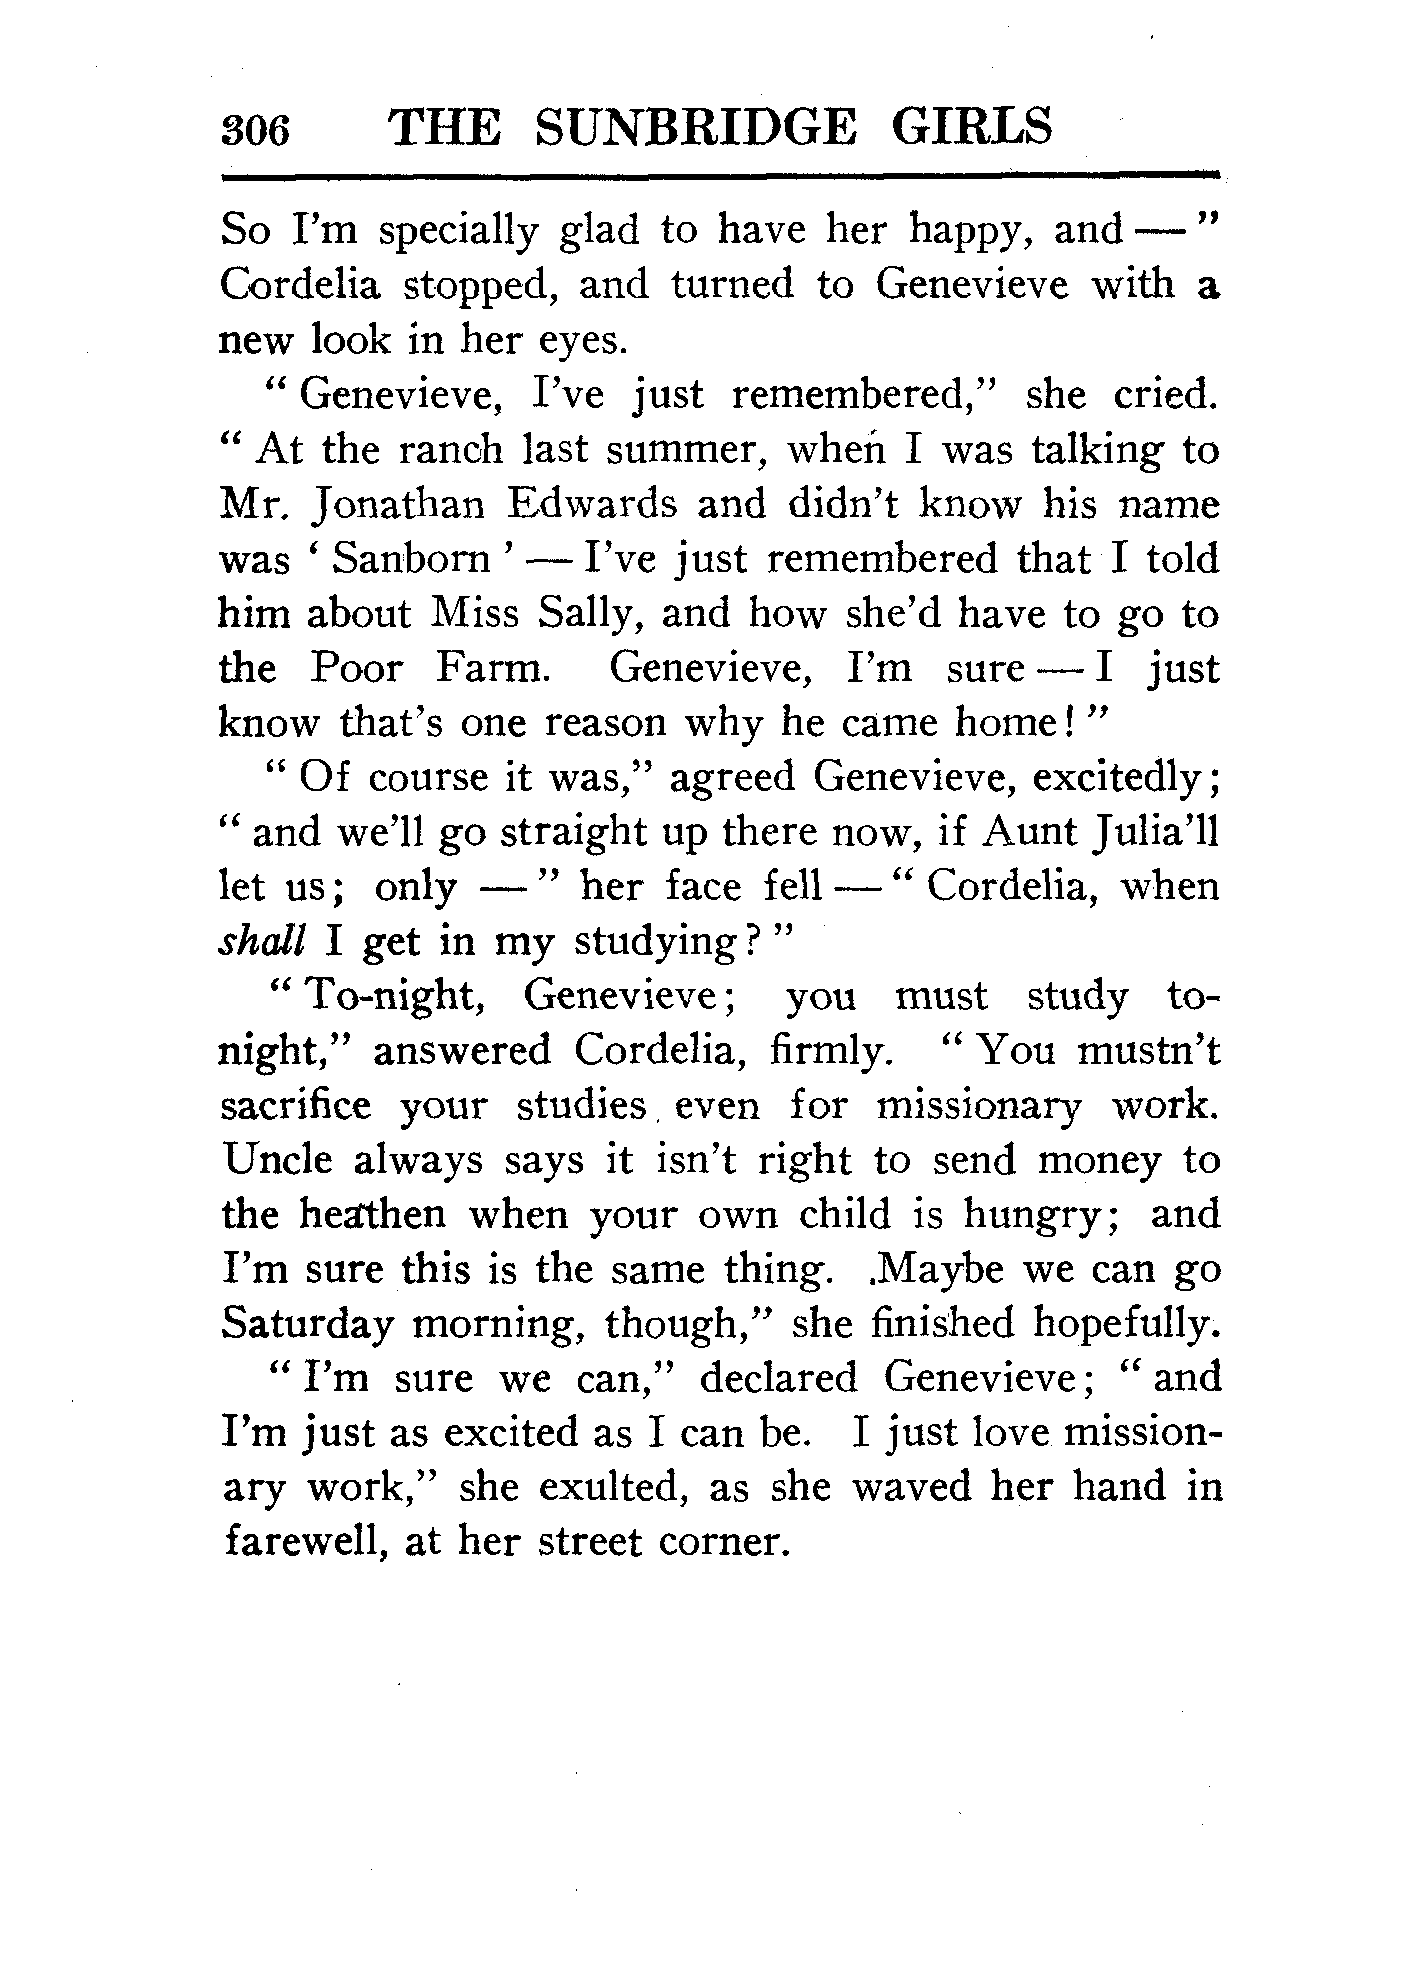 306 THE SUNBRIDGE GIRLS
So I'm specially glad to have her happy, and — "
Cordelia stopped, and turned to Genevieve with a
new look in her eyes.
" Genevieve, I've just remembered," she cried.
" At the ranch last summer, when I was talking to
Mr. Jonathan Edwards and didn't know his name
was ' Sanborn ' — I've just remembered that I told
him about Miss Sally, and how she'd have to go to
the Poor Farm. Genevieve, I'm sure — I just
know that's one reason why he came home! "
" Of course it was," agreed Genevieve, excitedly;
" and we'll go straight up there now, if Aunt Julia'll
let us; only — " her face fell — " Cordelia, when
shall I get in my studying? "
" To-night, Genevieve; you must study to-
night," answered Cordelia, firmly. " You mustn't
sacrifice your studies even for missionary work.
Uncle always says it isn't right to send money to
the heathen when your own child is hungry; and
I'm sure this is the same thing. Maybe we can go
Saturday morning, though," she finished hopefully.
" I'm sure we can," declared Genevieve; " and
I'm just as excited as I can be. I just love mission-
ary work," she exulted, as she waved her hand in
farewell, at her street corner.